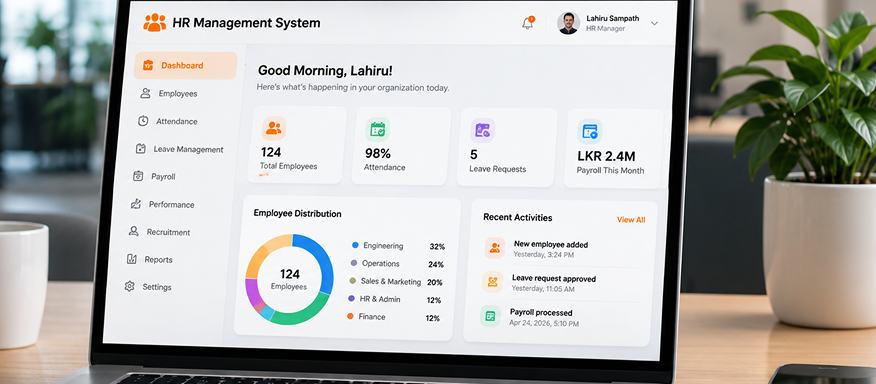 HR Management System
Lahiru Sampath
HR Manager
Dashboard
Employees
Attendance
Leave Management
Payroll
Performance
Recruitment
Reports
Settings
Good Morning, Lahiru!
Here's what's happening in your organization today.
124
Total Employees
98%
Attendance
5
Leave Requests
LKR 2.4M
Payroll This Month
Employee Distribution
124
Employees
Engineering 32%
Operations 24%
Sales & Marketing 20%
HR & Admin 12%
Finance 12%
Recent Activities
View All
New employee added
Yesterday, 3:24 PM
Leave request approved
Yesterday, 11:05 AM
Payroll processed
Apr 24, 2026, 5:10 PM